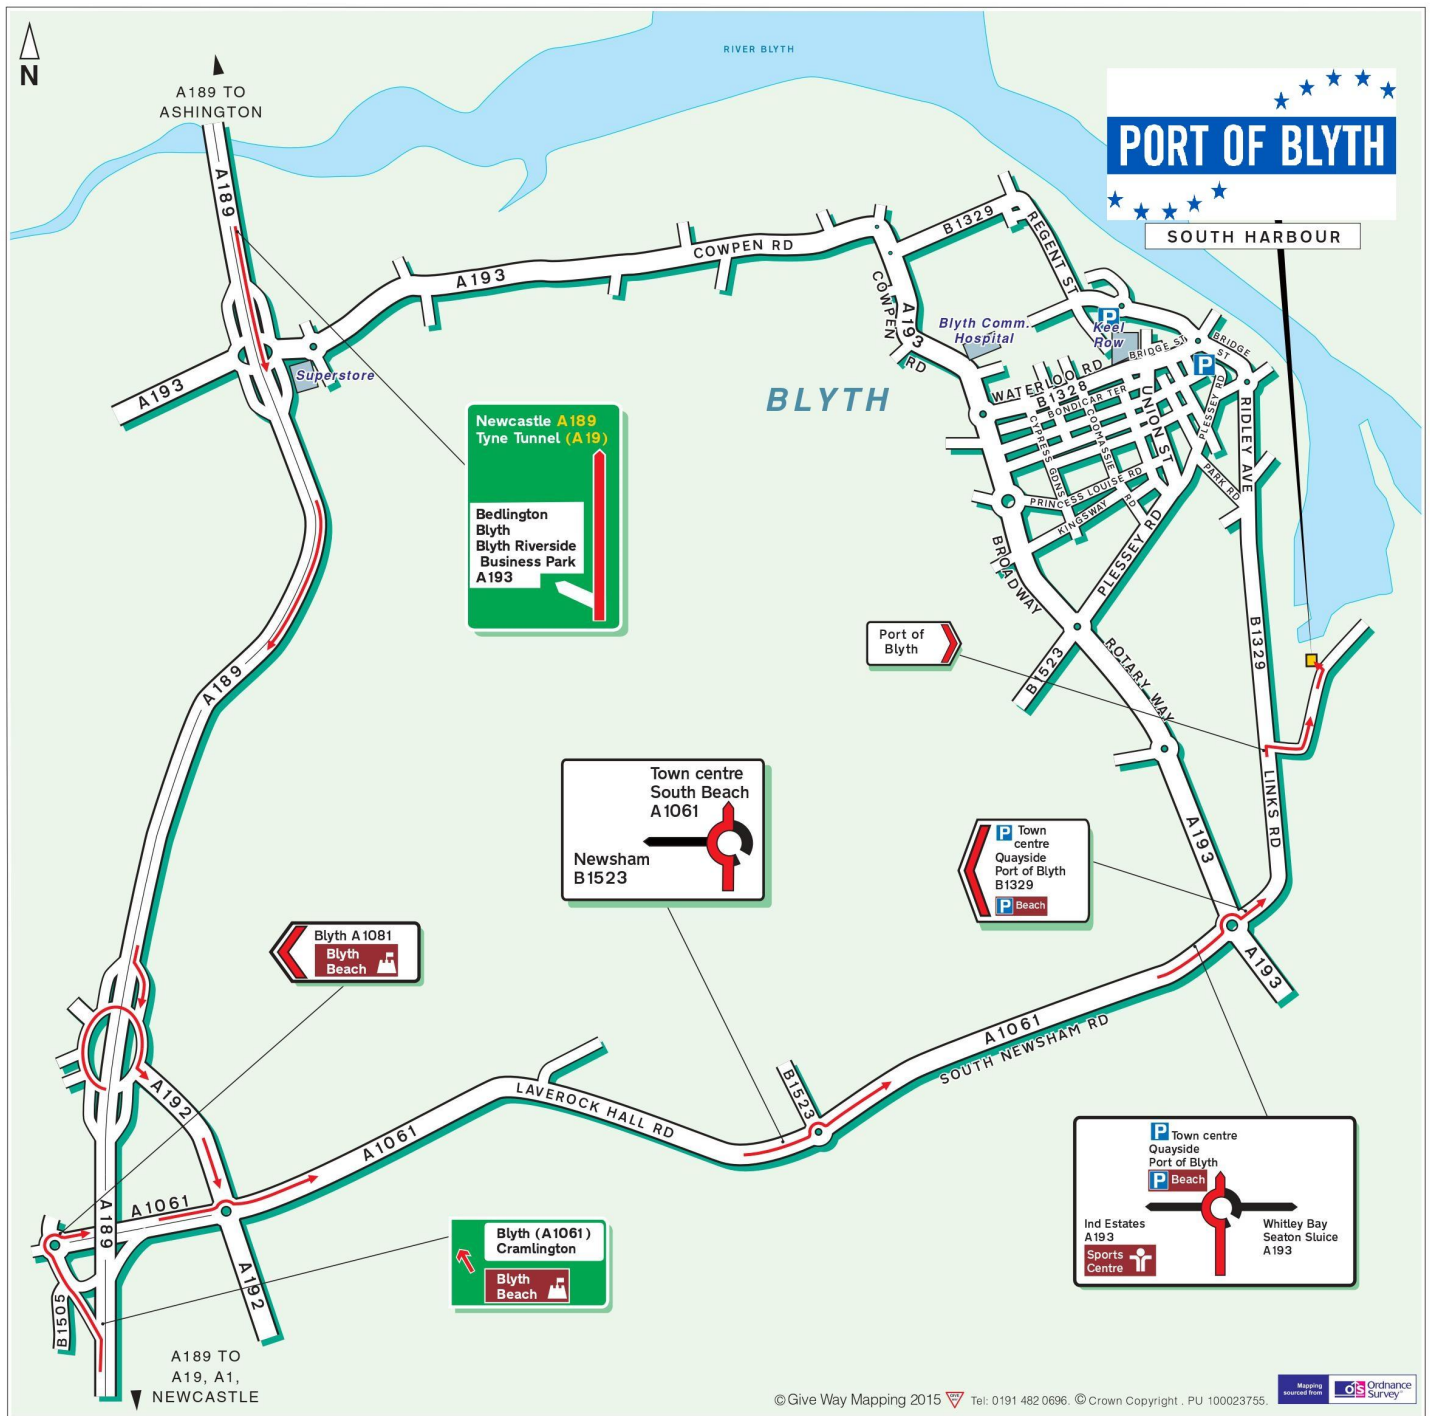 RIVER BLYTH
N
A189 TO
ASHINGTON
PORT OF BLYTH
SOUTH HARBOUR
A189
A193
COWPEN RD
B1329
REGENT ST
COWPEN
A193
RD
Blyth Comm.
Hospital
P
Keel
Row
BRIDGE ST
BRIDGE
ST
P
A193
Superstore
BLYTH
WATERLOO RD
B1328
BONDICAR TER
UNION ST
PLESSEY RD
RIDLEY AVE
CYPRESS GDNS
COOMASSIE
RD
PRINCESS LOUISE RD
KINGSWAY
PARK RD
PLESSEY RD
BROADWAY
Newcastle A189
Tyne Tunnel (A19)
Bedlington
Blyth
Blyth Riverside
Business Park
A193
Port of
Blyth
B1523
ROTARY WAY
B1329
A189
LINKS RD
A193
Town centre
South Beach
A1061
Newsham
B1523
P Town
centre
Quayside
Port of Blyth
B1329
P Beach
A193
Blyth A1081
Blyth
Beach
A1061
SOUTH NEWSHAM RD
A192
LAVEROCK HALL RD
B1523
A1061
A1061
A189
A192
B1505
Blyth (A1061)
Cramlington
Blyth
Beach
P Town centre
Quayside
Port of Blyth
P Beach
Ind Estates
A193
Sports
Centre
Whitley Bay
Seaton Sluice
A193
A189 TO
A19, A1,
NEWCASTLE
© Give Way Mapping 2015 GIVE WAY Tel: 0191 482 0696. © Crown Copyright . PU 100023755.
Mapping
sourced from
OS Ordnance
Survey